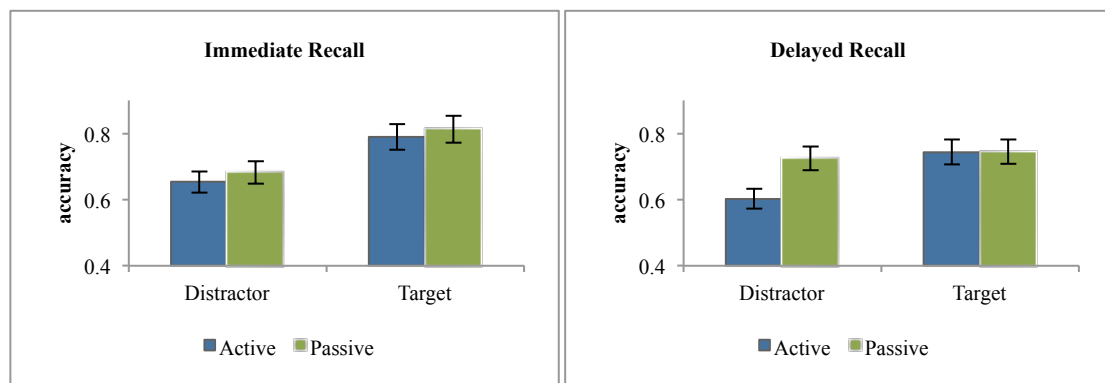 Immediate Recall
accuracy
0.8
0.6
0.4
Distractor Target
Active Passive
Delayed Recall
accuracy
0.8
0.6
0.4
Distractor Target
Active Passive